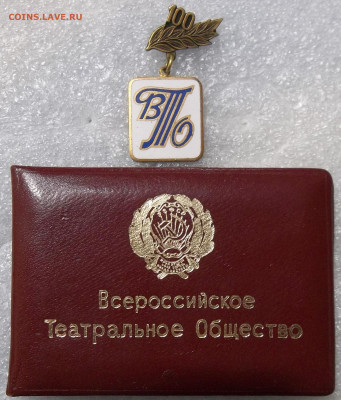 COINS.LAVE.RU
100
ВТО
Всероссийское
Театральное Общество